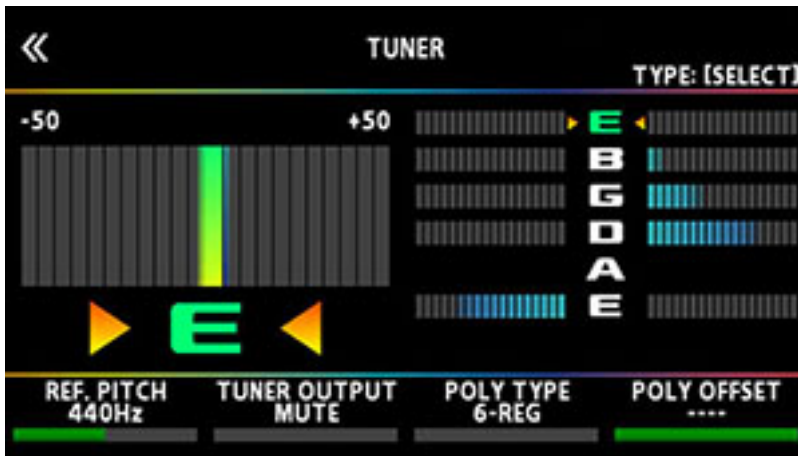 «
TUNER
TYPE: [SELECT]
-50 +50
E
B
G
D
A
E
E
REF. PITCH
440Hz
TUNER OUTPUT
MUTE
POLY TYPE
6-REG
POLY OFFSET
----